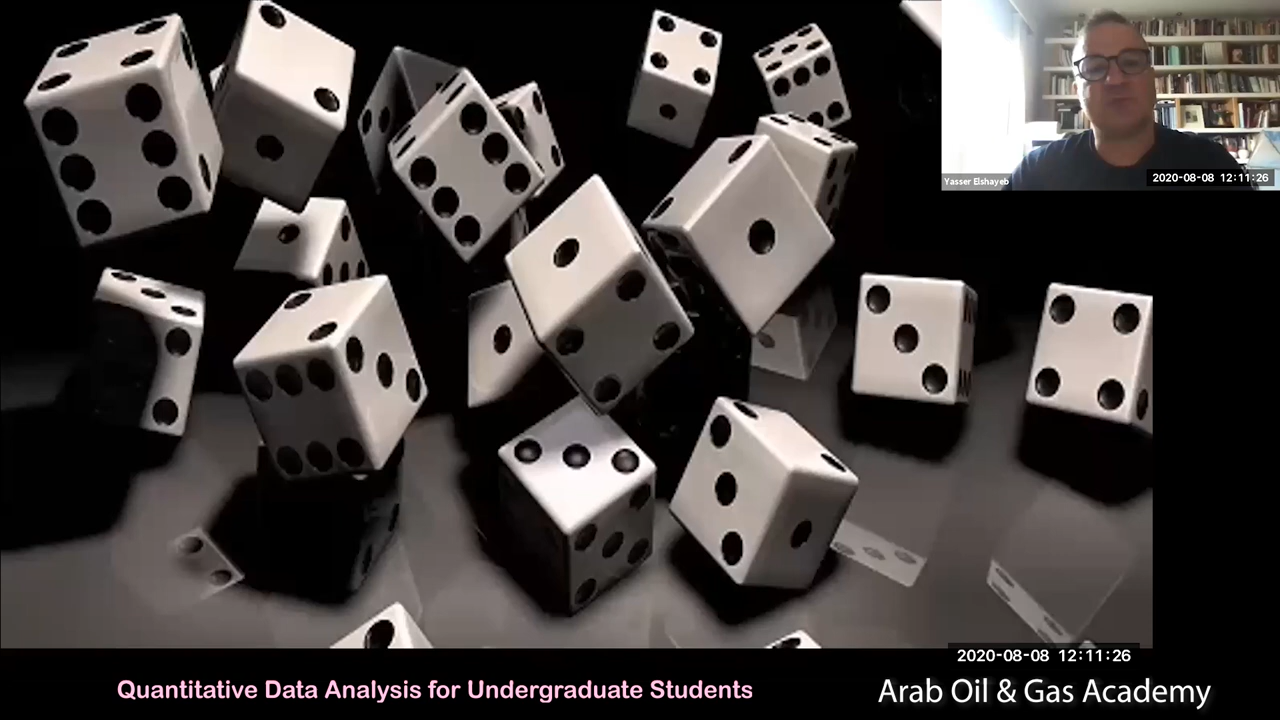 Yasser Elshayeb
2020-08-08 12:11:26
2020-08-08 12:11:26
Quantitative Data Analysis for Undergraduate Students
Arab Oil & Gas Academy